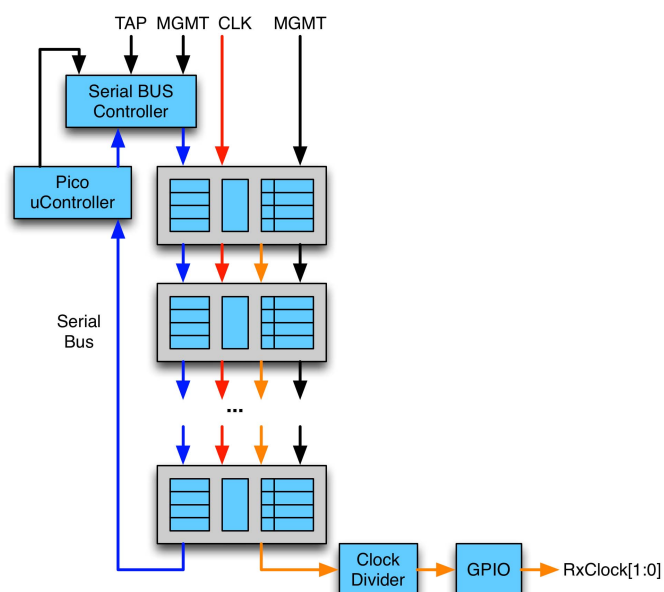 TAP MGMT CLK MGMT
Serial BUS
Controller
Pico
uController
Serial
Bus
...
Clock
Divider
GPIO
RxClock[1:0]